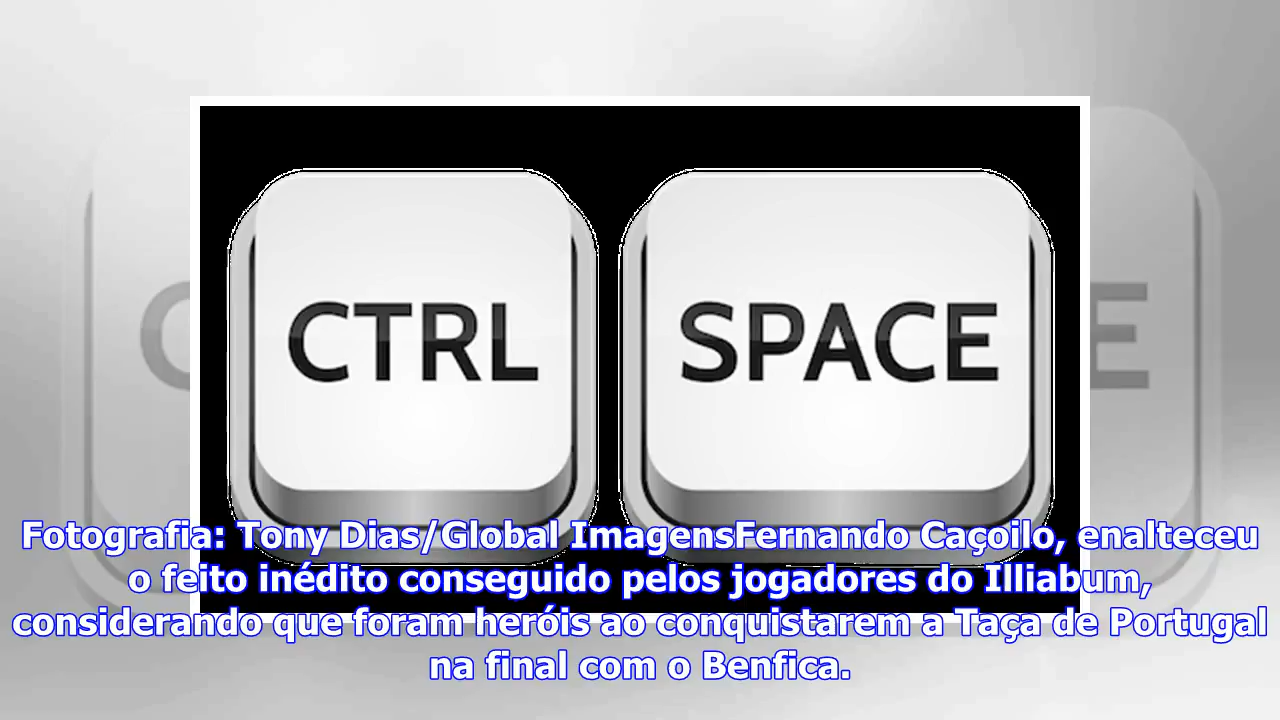 CTRL SPACE
Fotografia: Tony Dias/Global ImagensFernando Caçoilo, enalteceu
o feito inédito conseguido pelos jogadores do Illiabum,
considerando que foram heróis ao conquistarem a Taça de Portugal
na final com o Benfica.